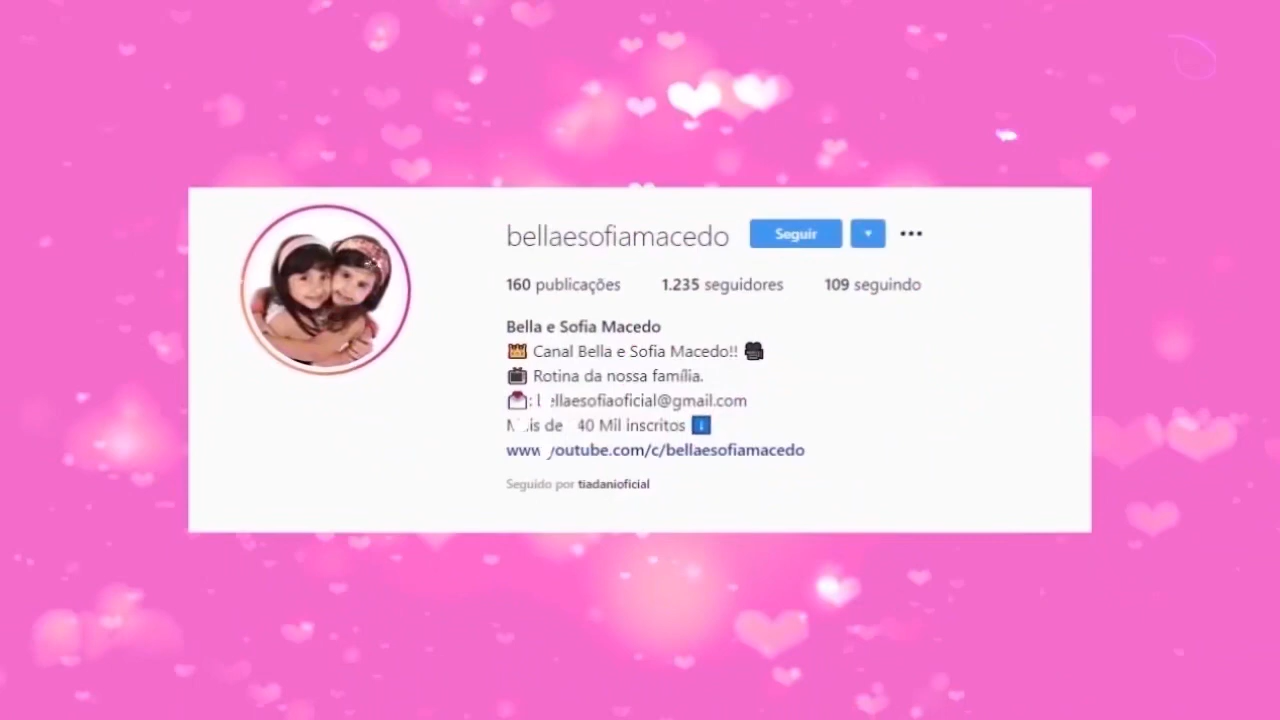 bellaesofiamacedo Seguir
160 publicações 1.235 seguidores 109 seguindo
Bella e Sofia Macedo
Canal Bella e Sofia Macedo!!
Rotina da nossa família.
de 40 Mil inscritos
Seguido por tiadanioficial